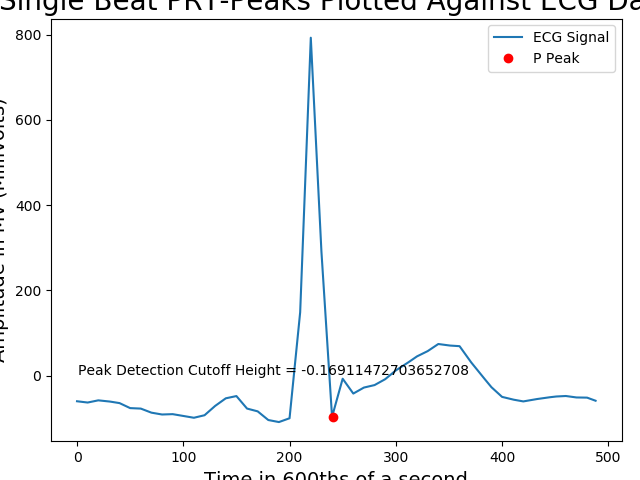 Single Beat PRT-Peaks Plotted Against ECG Da
ECG Signal
P Peak
Amplitude in MV (MilliVolts)
800
600
400
200
0
Peak Detection Cutoff Height = -0.16911472703652708
0 100 200 300 400 500
Time in 600ths of a second